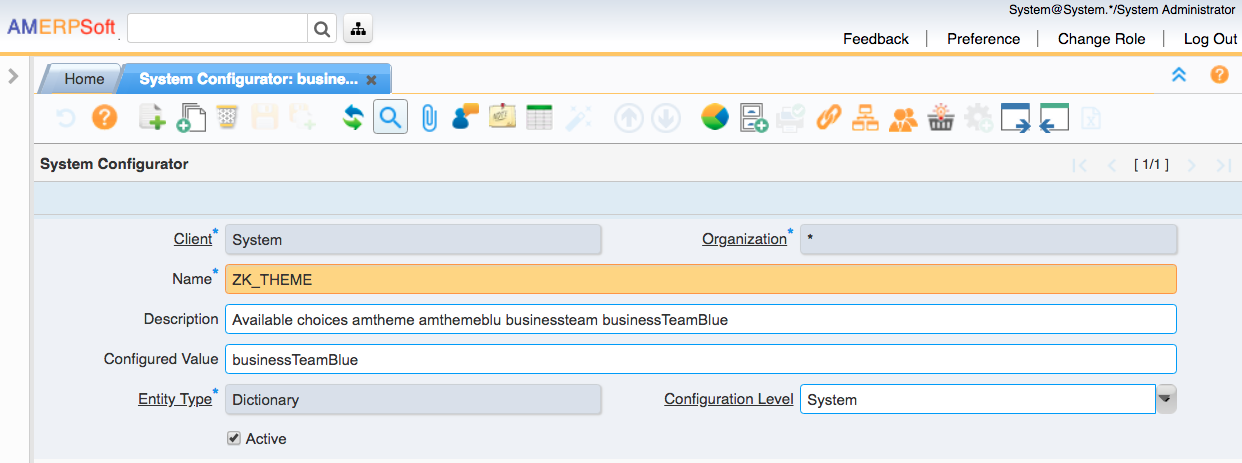 System@System.*/System Administrator
AMERPSoft.
Feedback | Preference | Change Role | Log Out
Home System Configurator: busine...
System Configurator [ 1/1 ]
Client* System Organization* *
Name* ZK_THEME
Description Available choices amtheme amthemeblu businessteam businessTeamBlue
Configured Value businessTeamBlue
Entity Type* Dictionary Configuration Level System
Active